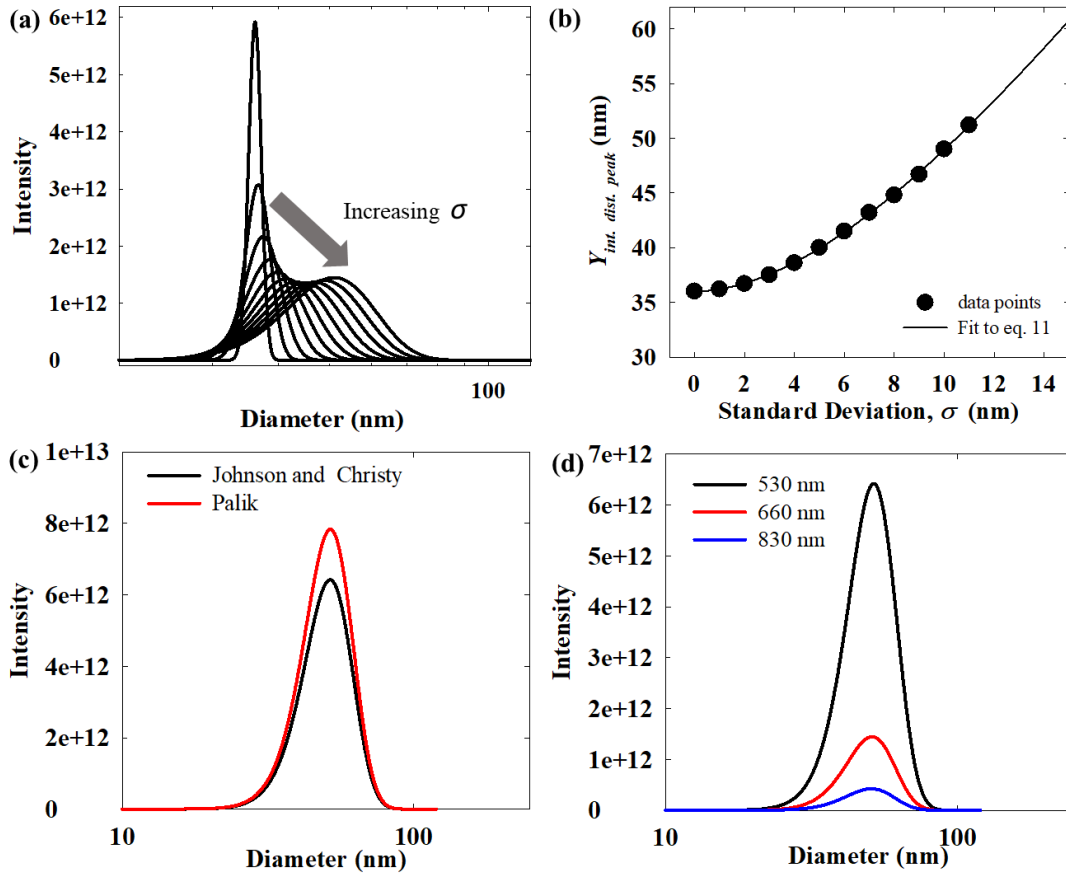 (a)
6e+12
5e+12
4e+12
3e+12
2e+12
1e+12
0
Intensity
Increasing σ
100
Diameter (nm)
(b)
60
55
50
45
40
35
30
Y int. dist. peak (nm)
data points
Fit to eq. 11
0 2 4 6 8 10 12 14
Standard Deviation, σ (nm)
(c)
1e+13
8e+12
6e+12
4e+12
2e+12
0
Intensity
Johnson and Christy
Palik
10 100
Diameter (nm)
(d)
7e+12
6e+12
5e+12
4e+12
3e+12
2e+12
1e+12
0
Intensity
530 nm
660 nm
830 nm
10 100
Diameter (nm)